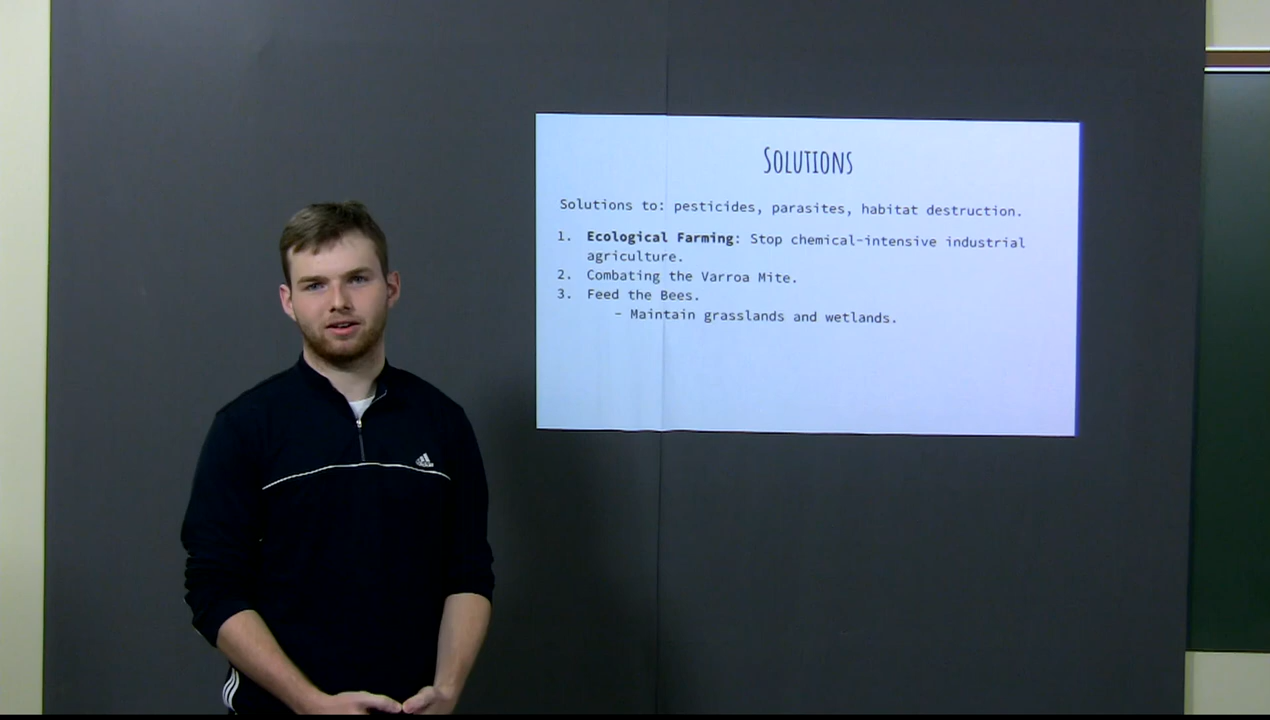 Solutions
Solutions to: pesticides, parasites, habitat destruction.
1. Ecological Farming: Stop chemical-intensive industrial
agriculture.
2. Combating the Varroa Mite.
3. Feed the Bees.
- Maintain grasslands and wetlands.
adidas